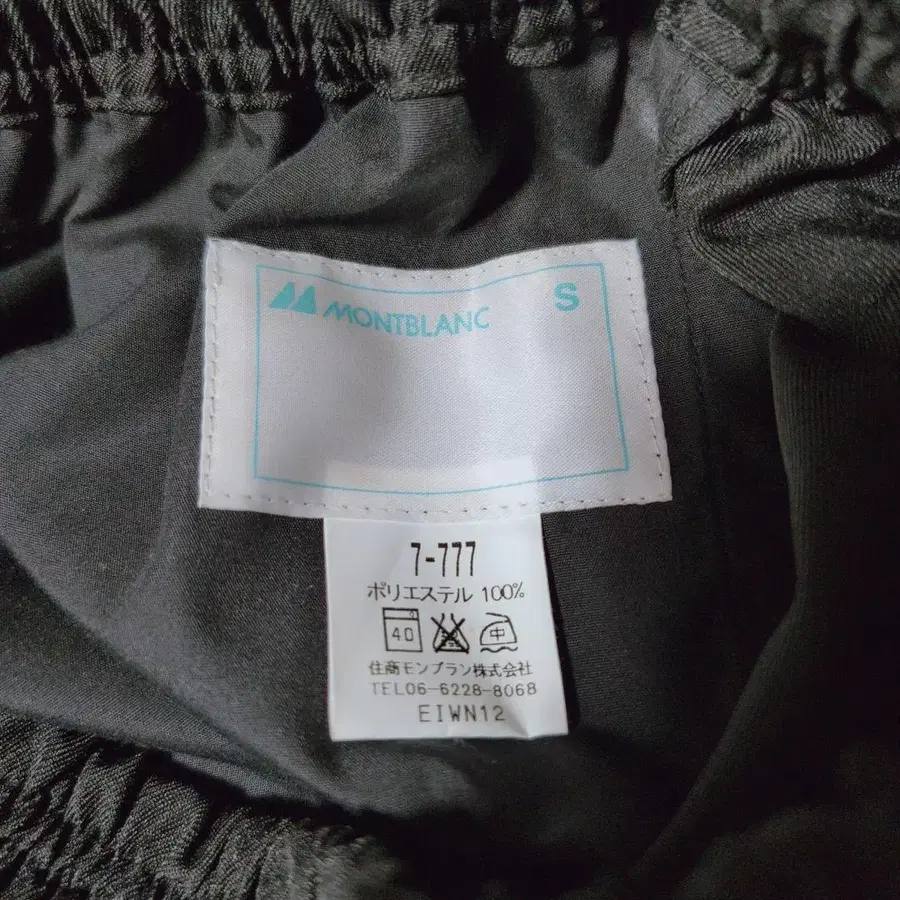 MONTBLANC S
7-777
ポリエステル 100%
40 中
住商モンブラン株式会社
TEL06-6228-8068
EIWN12